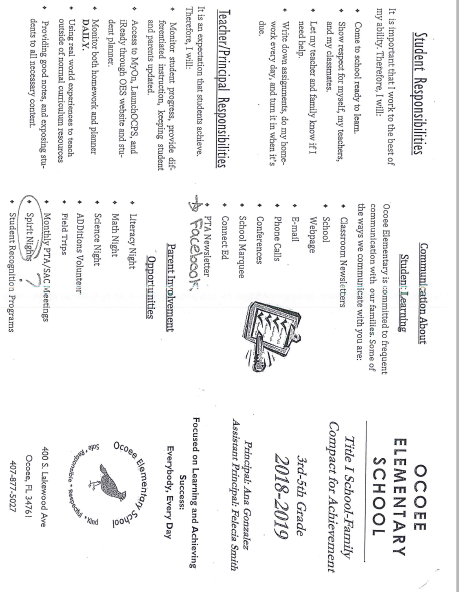 Student Responsibilities
It is important that I work to the best of
my ability. Therefore, I will:
• Come to school ready to learn.
• Show respect for myself, my teachers,
and my classmates.
• Let my teacher and family know if I
need help.
• Write down assignments, do my home-
work every day, and turn it in when it's
due.
Teacher/Principal Responsibilities
It is an expectation that students achieve.
Therefore, I will:
• Monitor student progress, provide dif-
ferentiated instruction, keeping student
and parents updated.
• Access to MyOn, LaunchOCPS, and
iReady through OES website and stu-
dent planner.
• Monitor both homework and planner
DAILY.
• Using real world experiences to teach
outside of normal curriculum resources
• Providing good notes, and exposing stu-
dents to all necessary content.
Communication About
Student Learning
Ocoee Elementary is committed to frequent
communication with our families. Some of
the ways we communicate with you are:
• Classroom Newsletters
• School
Webpage
• E-mail
• Phone Calls
• Conferences
• School Marquee
• Connect Ed
• PTA Newsletter
Facebook
Parent Involvement
Opportunities
• Literacy Night
• Math Night
• Science Night
• ADDitions Volunteer
• Field Trips
• Monthly PTA/SAC Meetings
• Spirit Nights
• Student Recognition Programs
OCOEE
ELEMENTARY
SCHOOL
Title I School-Family
Compact for Achievement
3rd-5th Grade
2018-2019
Principal: Ana Gonzalez
Assistant Principal: Felecia Smith
Focused on Learning and Achieving
Success:
Everybody, Every Day
Ocoee Elementary School
Safe • Responsible •
400 S. Lakewood Ave
Ocoee, FL 34761
407-877-5027